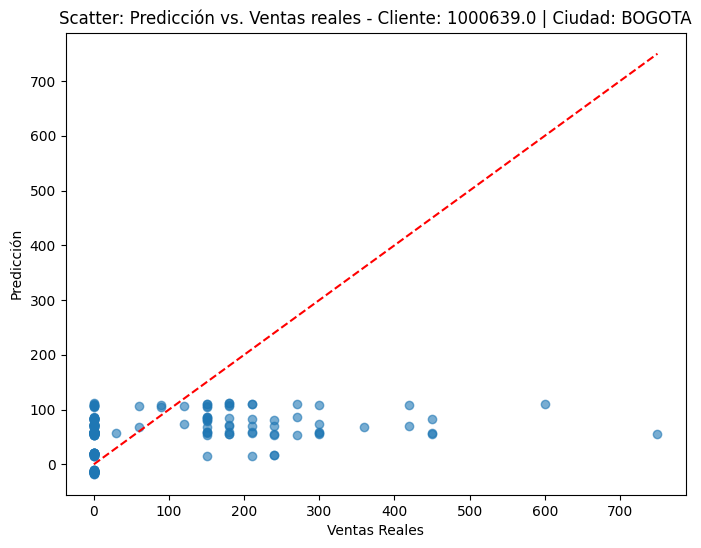 Scatter: Predicción vs. Ventas reales - Cliente: 1000639.0 | Ciudad: BOGOTA
Predicción
700
600
500
400
300
200
100
0
0 100 200 300 400 500 600 700
Ventas Reales